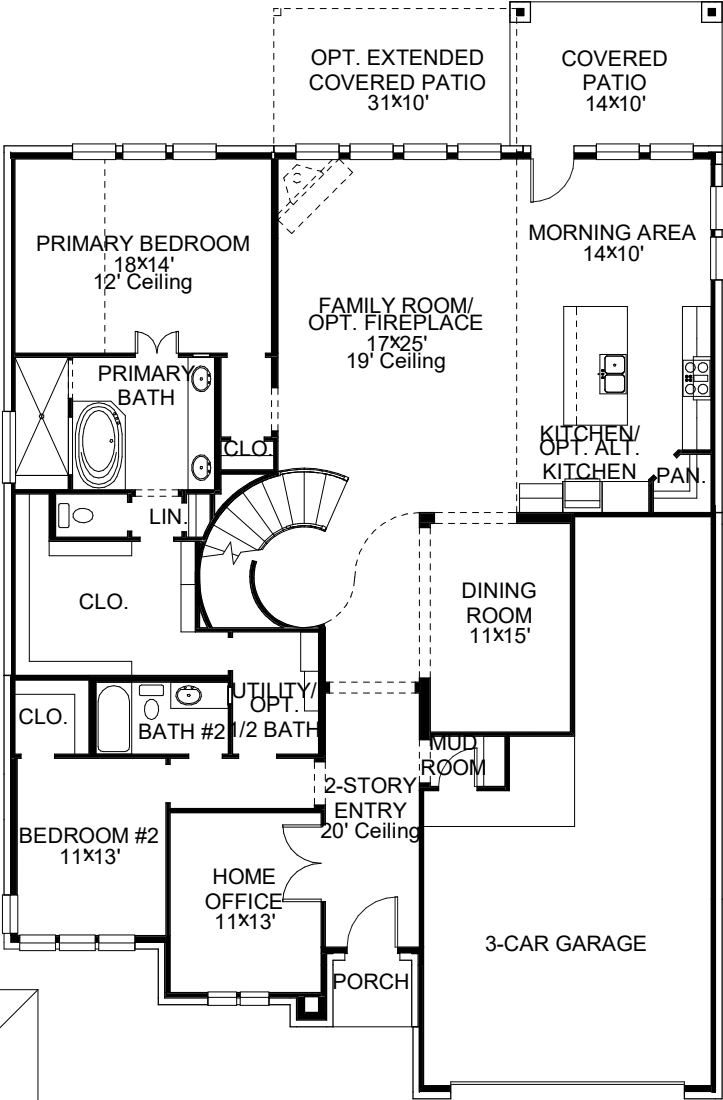 OPT. EXTENDED
COVERED PATIO
31x10'
COVERED
PATIO
14x10'
PRIMARY BEDROOM
18x14'
12' Ceiling
MORNING AREA
14x10'
FAMILY ROOM/
OPT. FIREPLACE
17x25'
19' Ceiling
PRIMARY
BATH
CLO.
KITCHEN/
OPT. ALT.
KITCHEN
PAN.
LIN.
CLO.
DINING
ROOM
11x15'
CLO.
BATH #2
UTILITY/
OPT.
1/2 BATH
MUD
ROOM
2-STORY
ENTRY
20' Ceiling
BEDROOM #2
11x13'
HOME
OFFICE
11x13'
3-CAR GARAGE
PORCH